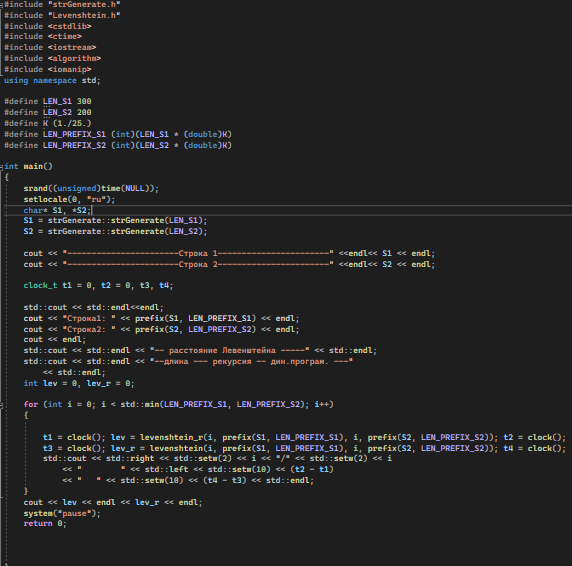 #include "strGenerate.h"
#include "Levenshtein.h"
#include <cstdlib>
#include <ctime>
#include <iostream>
#include <algorithm>
#include <iomanip>
using namespace std;
#define LEN_S1 300
#define LEN_S2 200
#define K (1./25.)
#define LEN_PREFIX_S1 (int)(LEN_S1 * (double)K)
#define LEN_PREFIX_S2 (int)(LEN_S2 * (double)K)
int main()
{
srand((unsigned)time(NULL));
setlocale(0, "ru");
char* S1, *S2;
S1 = strGenerate::strGenerate(LEN_S1);
S2 = strGenerate::strGenerate(LEN_S2);
cout << "-----------------------Строка 1-----------------------" <<endl<< S1 << endl;
cout << "-----------------------Строка 2-----------------------" <<endl<< S2 << endl;
clock_t t1 = 0, t2 = 0, t3, t4;
std::cout << std::endl<<endl;
cout << "Строка1: " << prefix(S1, LEN_PREFIX_S1) << endl;
cout << "Строка2: " << prefix(S2, LEN_PREFIX_S2) << endl;
cout << endl;
std::cout << std::endl << "-- расстояние Левенштейна -----" << std::endl;
std::cout << std::endl << "--длина --- рекурсия -- дин.програм. ---"
<< std::endl;
int lev = 0, lev_r = 0;
for (int i = 0; i < std::min(LEN_PREFIX_S1, LEN_PREFIX_S2); i++)
{
t1 = clock(); lev = levenshtein_r(i, prefix(S1, LEN_PREFIX_S1), i, prefix(S2, LEN_PREFIX_S2)); t2 = clock();
t3 = clock(); lev_r = levenshtein(i, prefix(S1, LEN_PREFIX_S1), i, prefix(S2, LEN_PREFIX_S2)); t4 = clock();
std::cout << std::right << std::setw(2) << i << "/" << std::setw(2) << i
<< "        " << std::left << std::setw(10) << (t2 - t1)
<< "   " << std::setw(10) << (t4 - t3) << std::endl;
}
cout << lev << endl << lev_r << endl;
system("pause");
return 0;
}